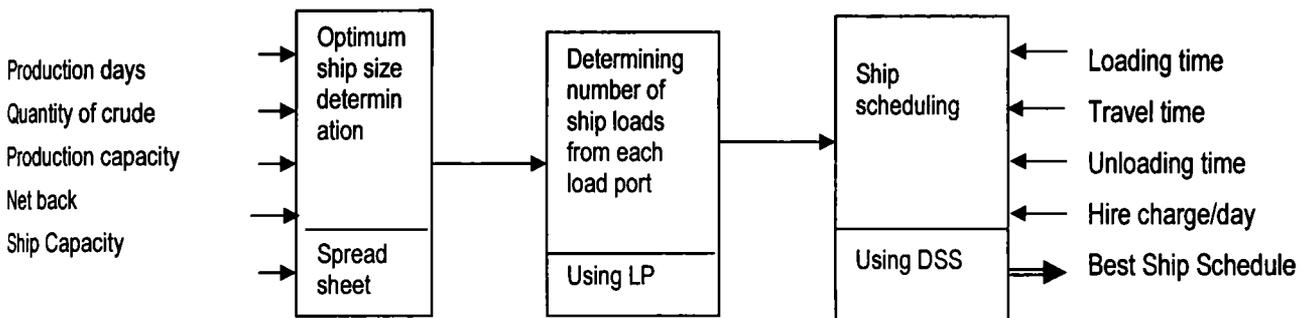 Production days
Quantity of crude
Production capacity
Net back
Ship Capacity
Optimum
ship size
determin
ation
Spread
sheet
Determining
number of
ship loads
from each
load port
Using LP
Ship
scheduling
Using DSS
Loading time
Travel time
Unloading time
Hire charge/day
Best Ship Schedule